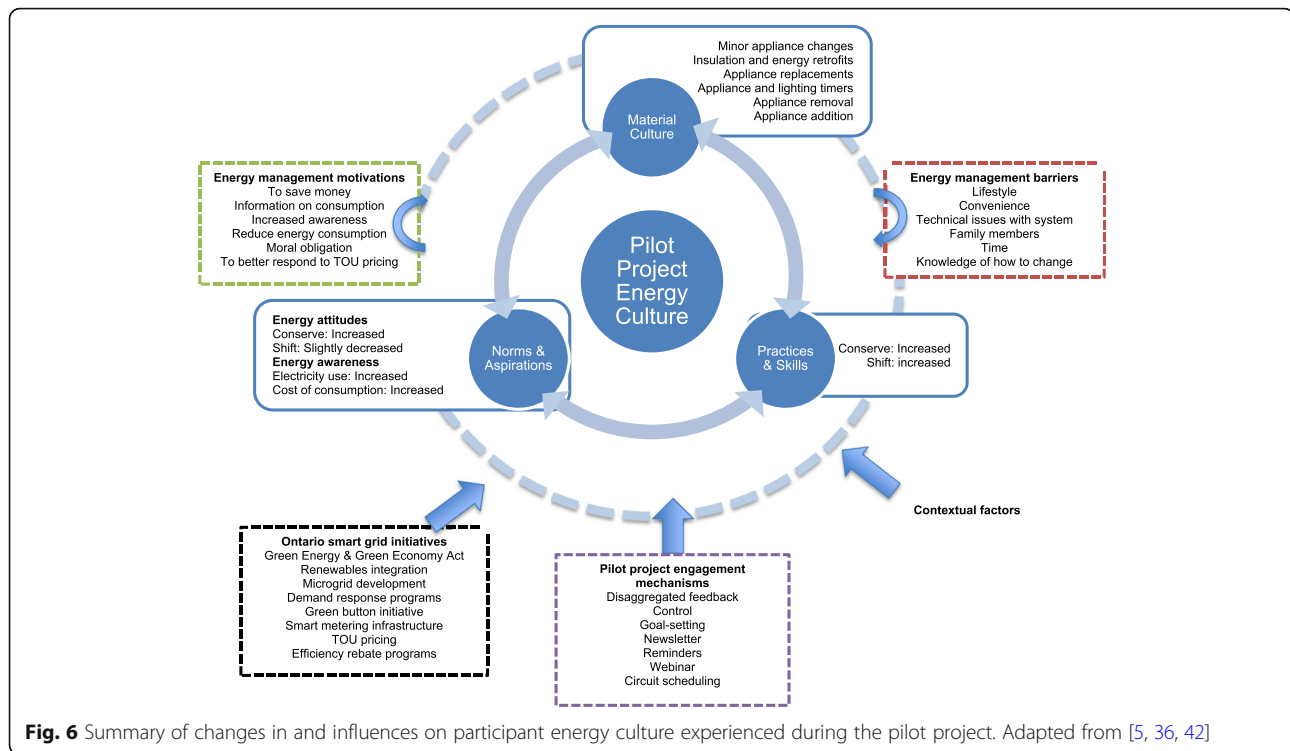 Minor appliance changes
Insulation and energy retrofits
Appliance replacements
Appliance and lighting timers
Appliance removal
Appliance addition
Material
Culture
Energy management motivations
To save money
Information on consumption
Increased awareness
Reduce energy consumption
Moral obligation
To better respond to TOU pricing
Energy management barriers
Lifestyle
Convenience
Technical issues with system
Family members
Time
Knowledge of how to change
Pilot
Project
Energy
Culture
Energy attitudes
Conserve: Increased
Shift: Slightly decreased
Energy awareness
Electricity use: Increased
Cost of consumption: Increased
Norms &
Aspirations
Practices
& Skills
Conserve: Increased
Shift: increased
Contextual factors
Ontario smart grid initiatives
Green Energy & Green Economy Act
Renewables integration
Microgrid development
Demand response programs
Green button initiative
Smart metering infrastructure
TOU pricing
Efficiency rebate programs
Pilot project engagement
mechanisms
Disaggregated feedback
Control
Goal-setting
Newsletter
Reminders
Webinar
Circuit scheduling
Fig. 6 Summary of changes in and influences on participant energy culture experienced during the pilot project. Adapted from [5, 36, 42]